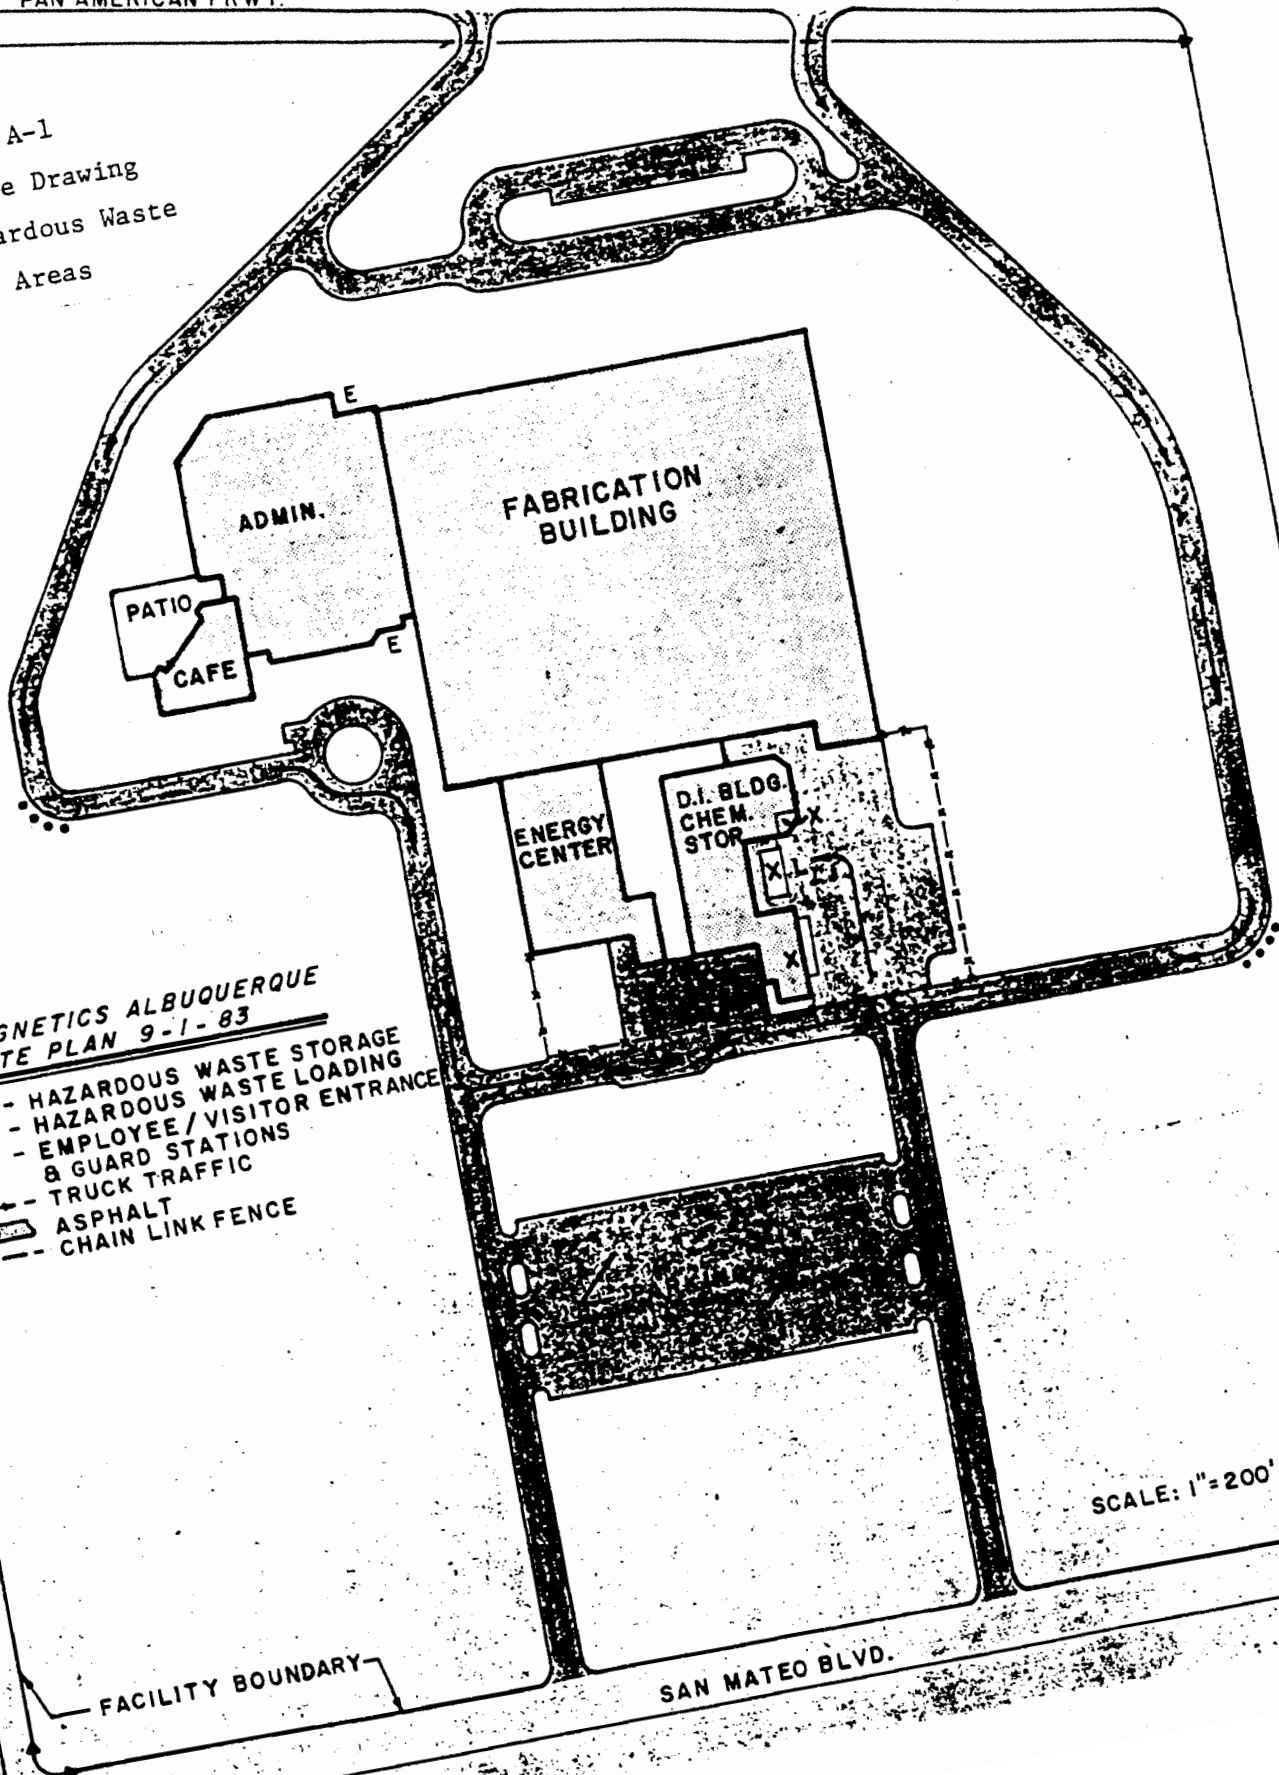 PAN AMERICAN FRWY.
A-1
e Drawing
ardous Waste
Areas
E
ADMIN.
FABRICATION
BUILDING
PATIO
CAFE
E
D.I. BLDG.
CHEM.
STOR
X
ENERGY
CENTER
X L
X
GNETICS ALBUQUERQUE
TE PLAN 9-1-83
- HAZARDOUS WASTE STORAGE
- HAZARDOUS WASTE LOADING
- EMPLOYEE/VISITOR ENTRANCE
& GUARD STATIONS
- TRUCK TRAFFIC
ASPHALT
- CHAIN LINK FENCE
PARKING
SCALE: 1"=200'
FACILITY BOUNDARY
SAN MATEO BLVD.